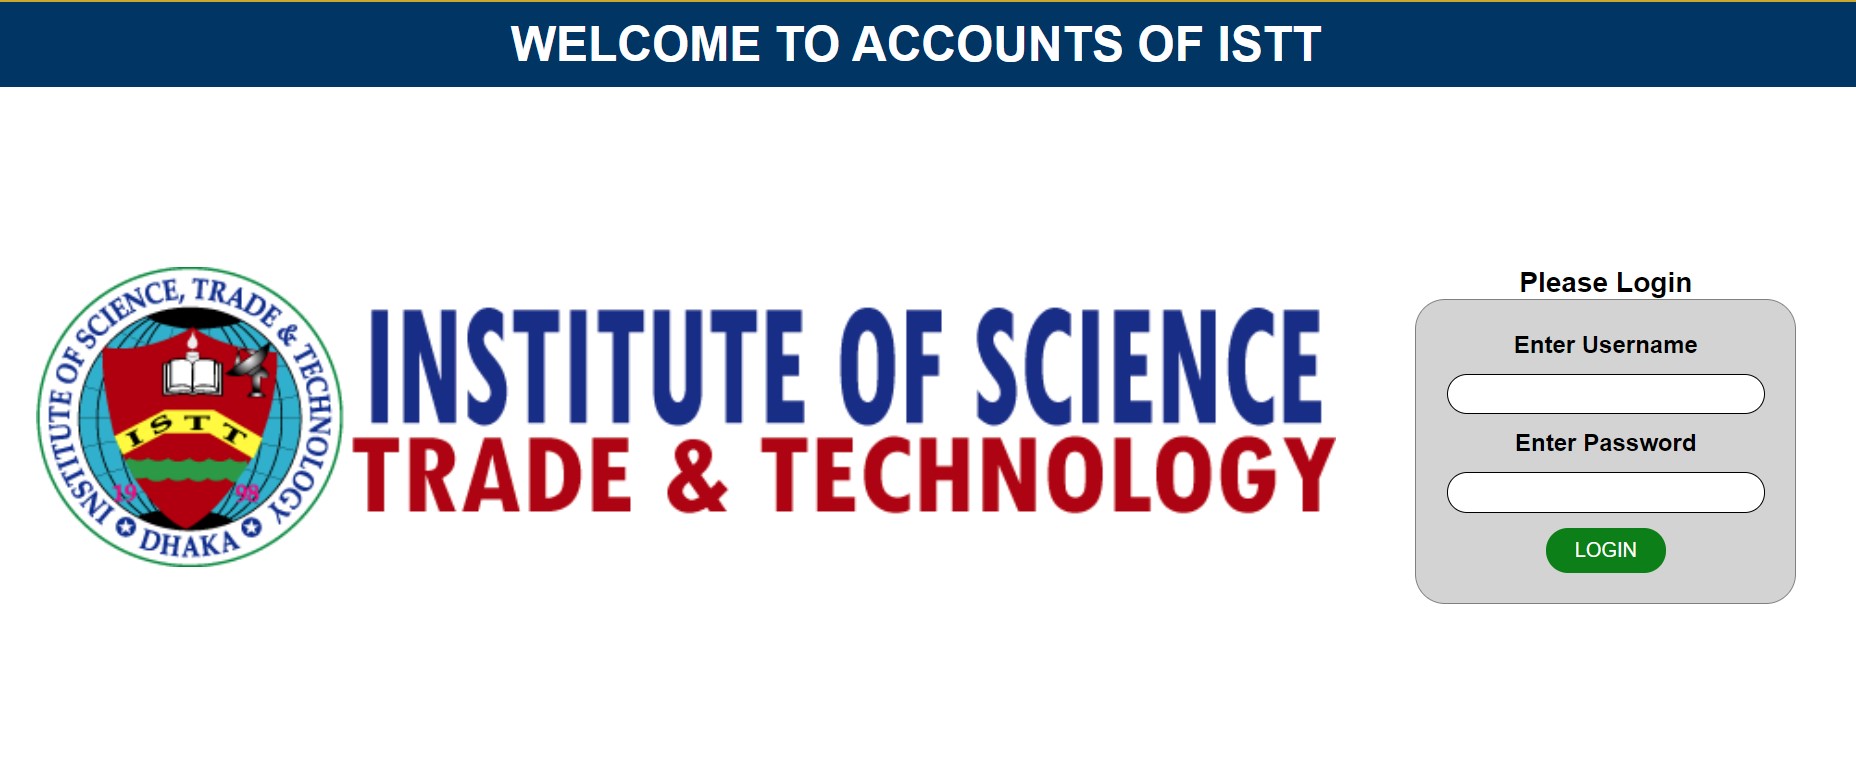 WELCOME TO ACCOUNTS OF ISTT
INSTITUTE OF SCIENCE, TRADE & TECHNOLOGY
ISTT
19 98
DHAKA
INSTITUTE OF SCIENCE
TRADE & TECHNOLOGY
Please Login
Enter Username
Enter Password
LOGIN